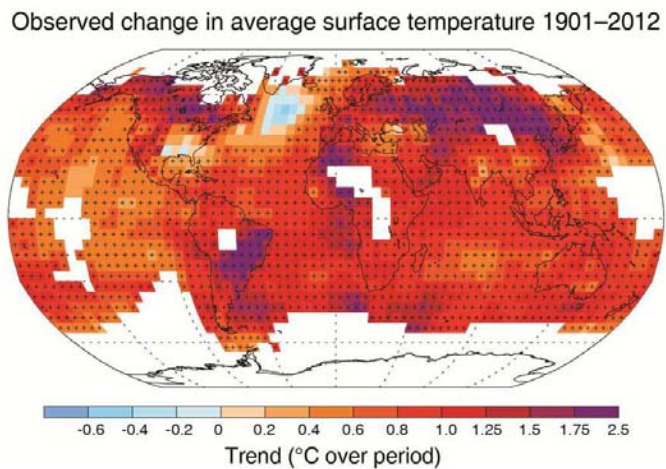 Observed change in average surface temperature 1901–2012
-0.6 -0.4 -0.2 0 0.2 0.4 0.6 0.8 1.0 1.25 1.5 1.75 2.5
Trend (°C over period)